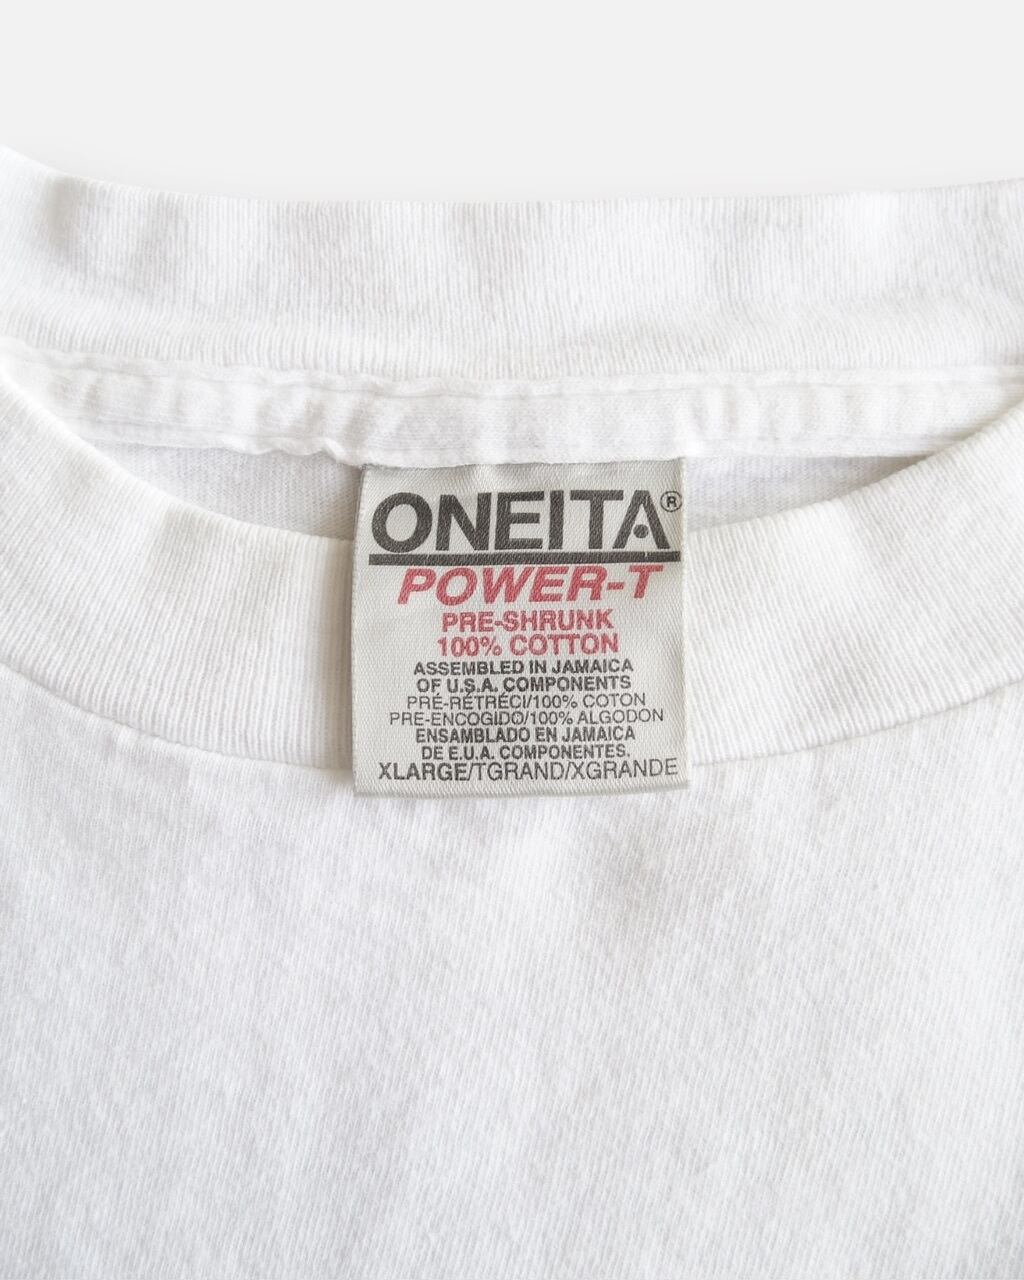 ONEITA®
POWER-T
PRE-SHRUNK
100% COTTON
ASSEMBLED IN JAMAICA
OF U.S.A. COMPONENTS
PRÉ-RÉTRÉCI/100% COTON
PRE-ENCOGIDO/100% ALGODON
ENSAMBLADO EN JAMAICA
DE E.U.A. COMPONENTES.
XLARGE/TGRAND/XGRANDE